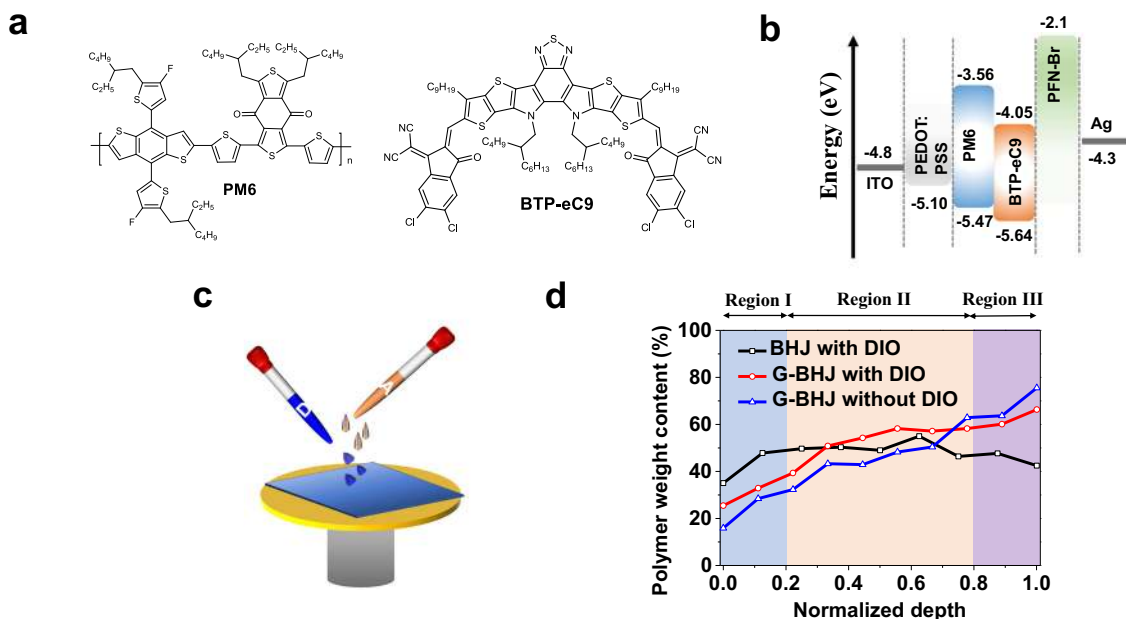 a
C4H9
C2H5
F
S
C2H5
C4H9
C2H5
C4H9
S
O
O
S
S
S
S
S
n
S
F
C2H5
C4H9
PM6
S
N
N
C9H19
S
S
S
S
C9H19
N
N
NC
CN
O
C4H9
C6H13
C4H9
C6H13
O
CN
CN
Cl
Cl
Cl
Cl
BTP-eC9
b
Energy (eV)
-4.8
ITO
PEDOT:
PSS
-5.10
-3.56
PM6
-5.47
-4.05
BTP-eC9
-5.64
-2.1
PFN-Br
Ag
-4.3
c
D
A
d
Region I
Region II
Region III
Polymer weight content (%)
100
80
60
40
20
0
BHJ with DIO
G-BHJ with DIO
G-BHJ without DIO
0.0
0.2
0.4
0.6
0.8
1.0
Normalized depth